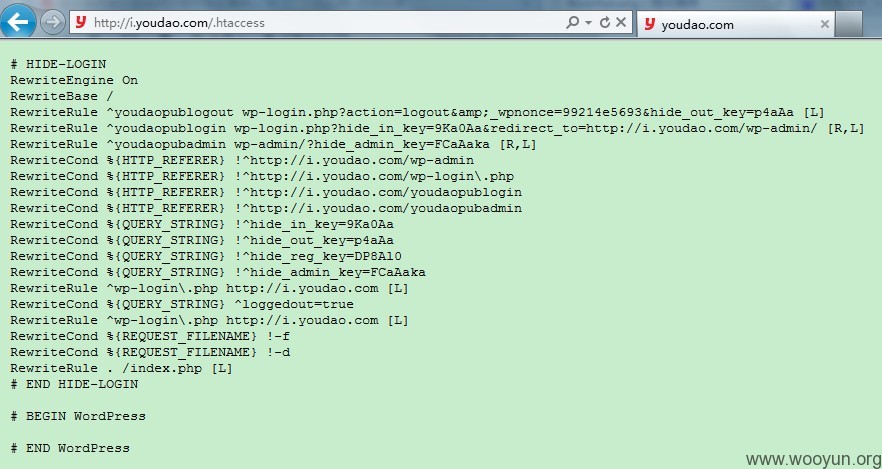 http://i.youdao.com/.htaccess
youdao.com
# HIDE-LOGIN
RewriteEngine On
RewriteBase /
RewriteRule ^youdaopublogout wp-login.php?action=logout&amp;_wpnonce=99214e5693&hide_out_key=p4aAa [L]
RewriteRule ^youdaopublogin wp-login.php?hide_in_key=9Ka0Aa&redirect_to=http://i.youdao.com/wp-admin/ [R,L]
RewriteRule ^youdaopubadmin wp-admin/?hide_admin_key=FCaAaka [R,L]
RewriteCond %{HTTP_REFERER} !^http://i.youdao.com/wp-admin
RewriteCond %{HTTP_REFERER} !^http://i.youdao.com/wp-login\.php
RewriteCond %{HTTP_REFERER} !^http://i.youdao.com/youdaopublogin
RewriteCond %{HTTP_REFERER} !^http://i.youdao.com/youdaopubadmin
RewriteCond %{QUERY_STRING} !^hide_in_key=9Ka0Aa
RewriteCond %{QUERY_STRING} !^hide_out_key=p4aAa
RewriteCond %{QUERY_STRING} !^hide_reg_key=DP8Al0
RewriteCond %{QUERY_STRING} !^hide_admin_key=FCaAaka
RewriteRule ^wp-login\.php http://i.youdao.com [L]
RewriteCond %{QUERY_STRING} ^loggedout=true
RewriteRule ^wp-login\.php http://i.youdao.com [L]
RewriteCond %{REQUEST_FILENAME} !-f
RewriteCond %{REQUEST_FILENAME} !-d
RewriteRule . /index.php [L]
# END HIDE-LOGIN
# BEGIN WordPress
# END WordPress
www.wooyun.org